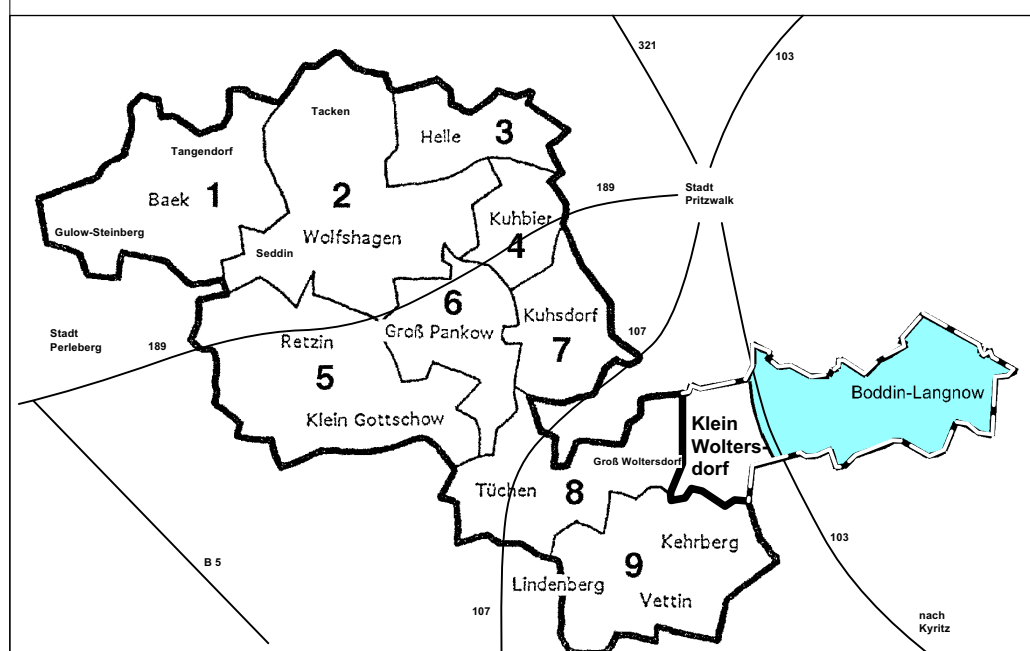 321
103
Tacken
Helle
3
Tangendorf
Baek
1
2
189
Stadt
Pritzwalk
Kuhbier
4
Gulow-Steinberg
Seddin
Wolfshagen
6
Kuhsdorf
Stadt
Perleberg
189
Retzin
Groß Pankow
7
107
5
Boddin-Langnow
Klein Gottschow
Klein
Wolters-
dorf
Groß Woltersdorf
Tüchen
8
Kehrberg
103
B 5
9
Lindenberg
Vettin
107
nach
Kyritz